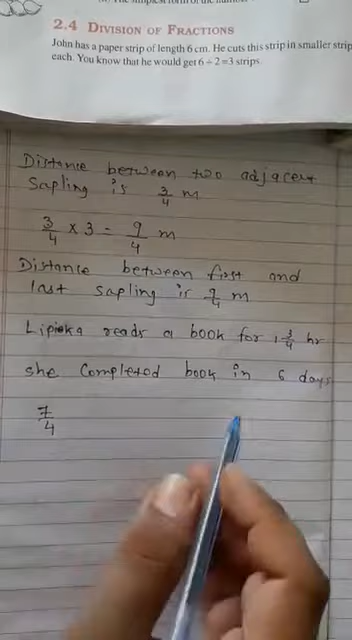 2.4 DIVISION OF FRACTIONS
John has a paper strip of length 6 cm. He cuts this strip in smaller strip
each. You know that he would get 6 ÷ 2 = 3 strips.
Distance between two adjacent
Sapling is 3/4 m
3/4 × 3 = 9/4 m
Distance between first and
last sapling is 9/4 m
Lipika reads a book for 1 3/4 hr
she Completed book in 6 days
7/4